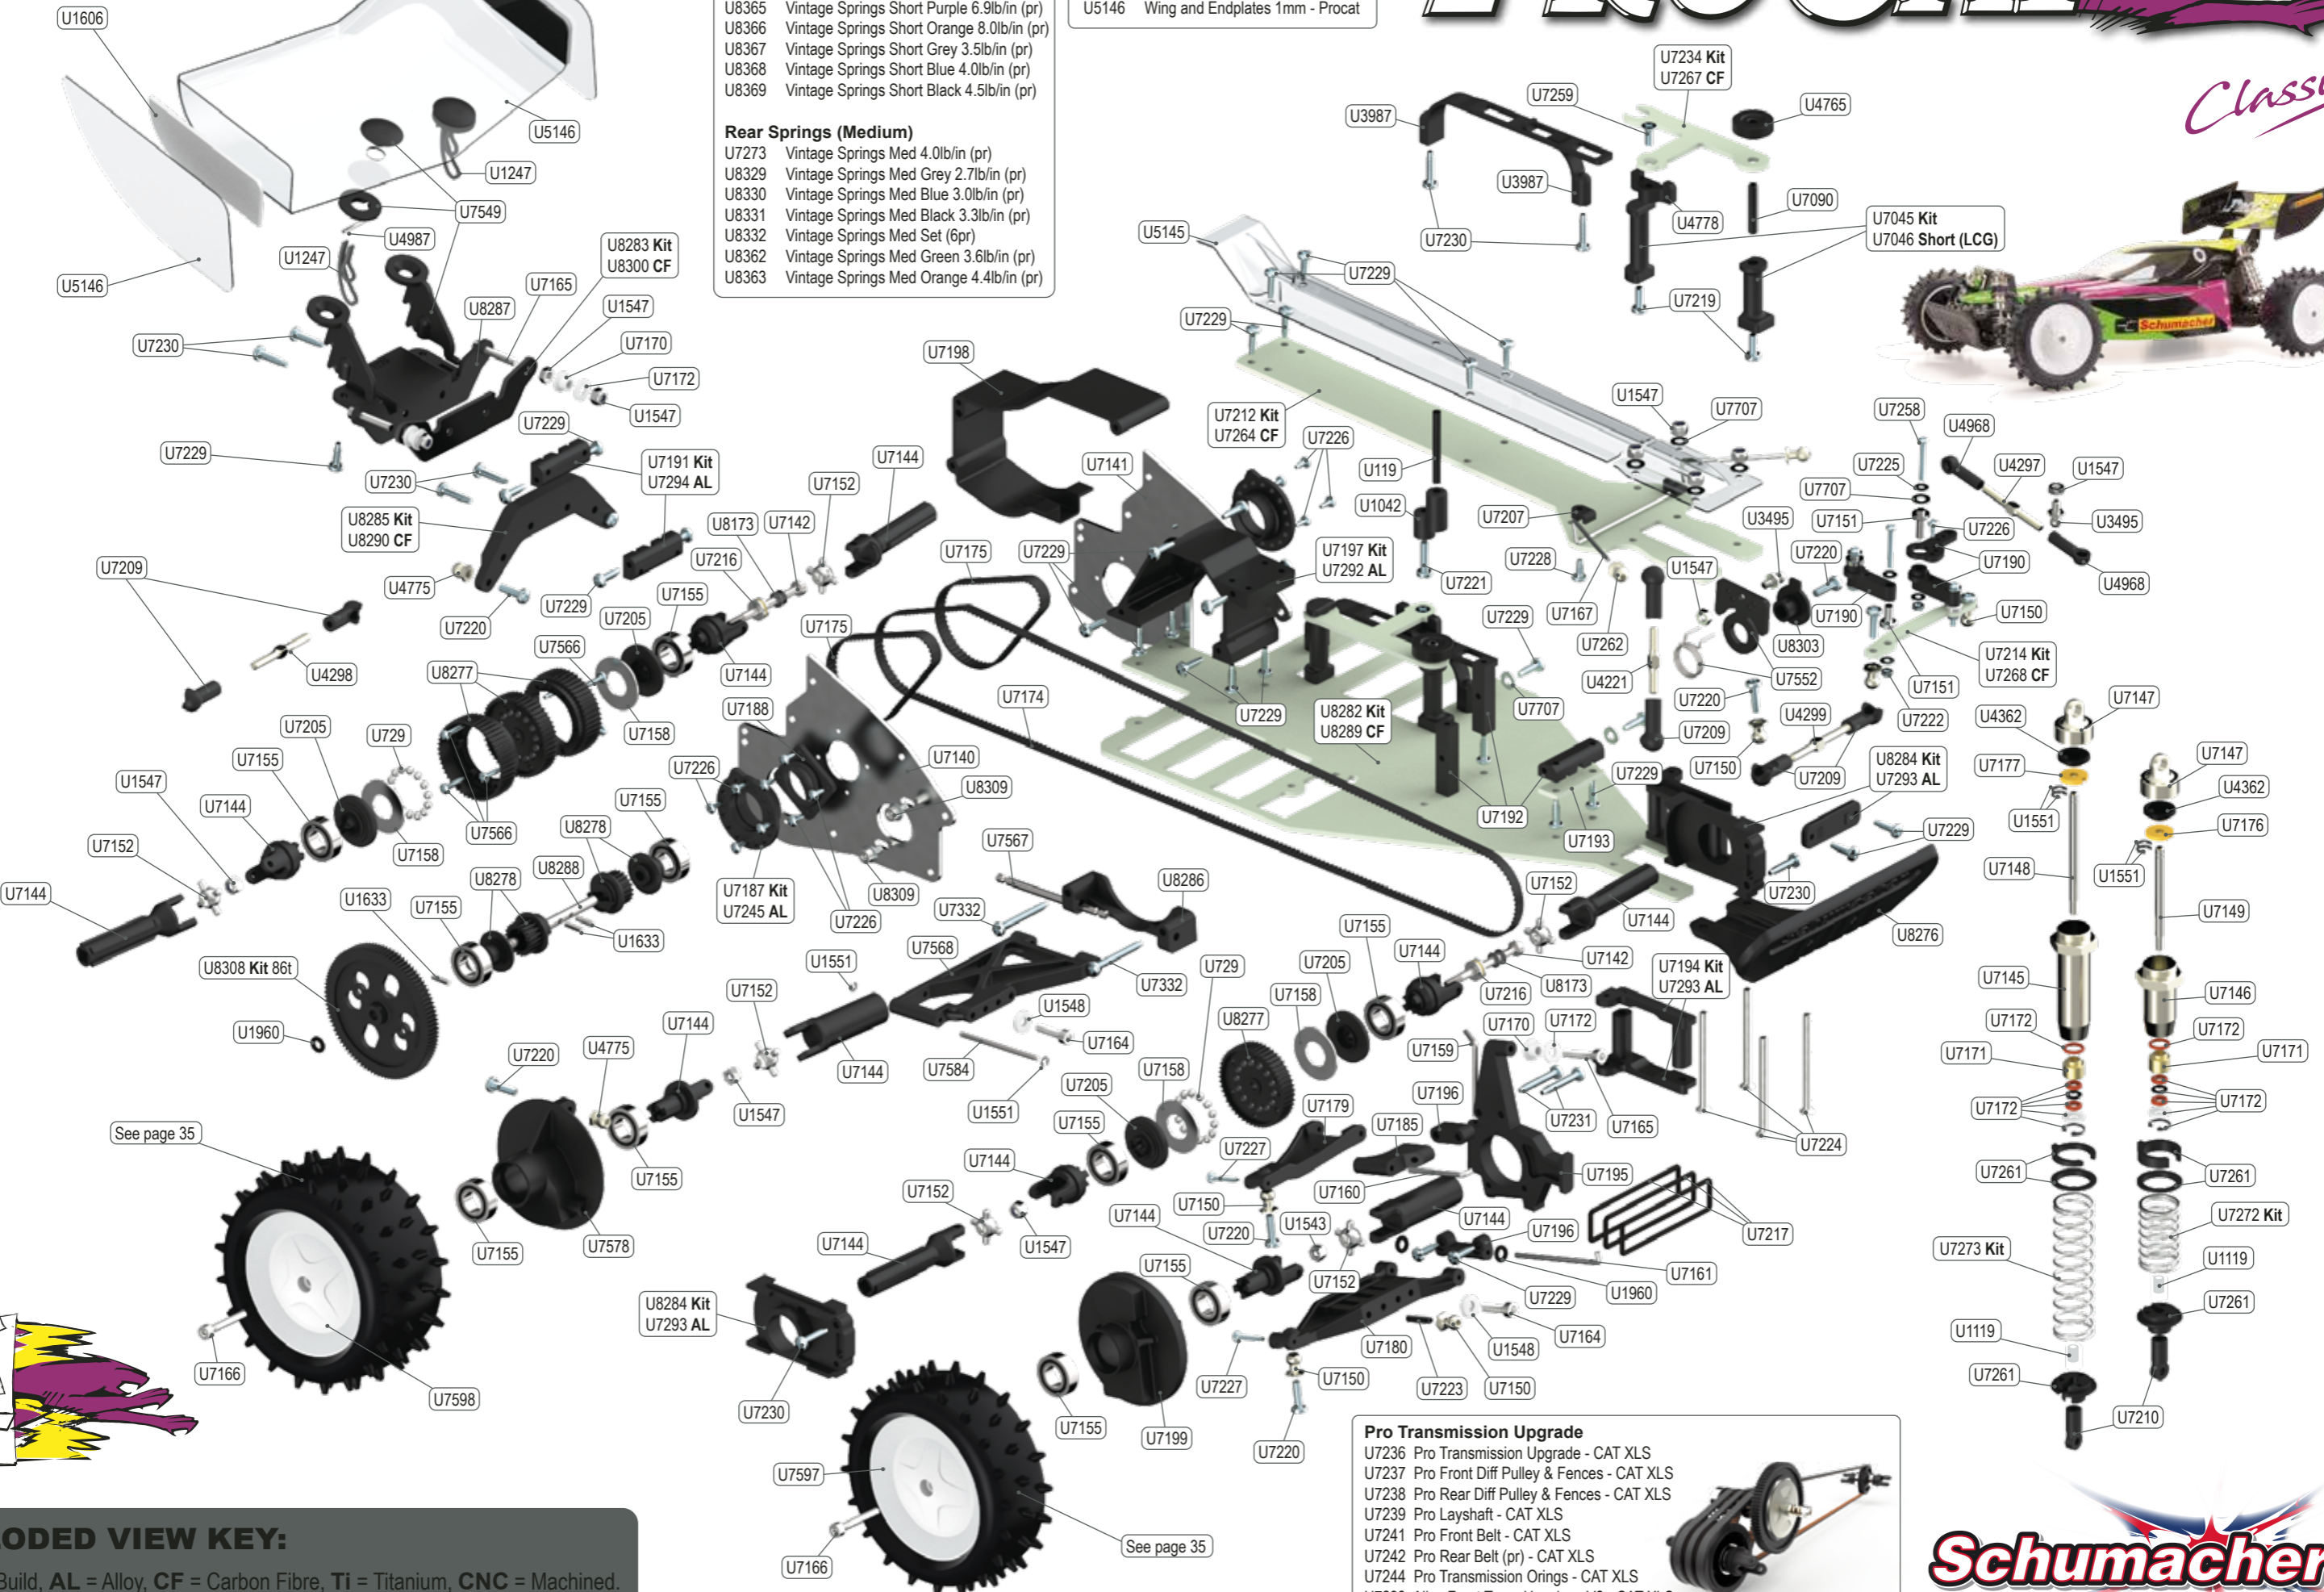 U8365 Vintage Springs Short Purple 6.9lb/in (pr)
U8366 Vintage Springs Short Orange 8.0lb/in (pr)
U8367 Vintage Springs Short Grey 3.5lb/in (pr)
U8368 Vintage Springs Short Blue 4.0lb/in (pr)
U8369 Vintage Springs Short Black 4.5lb/in (pr)
Rear Springs (Medium)
U7273 Vintage Springs Med 4.0lb/in (pr)
U8329 Vintage Springs Med Grey 2.7lb/in (pr)
U8330 Vintage Springs Med Blue 3.0lb/in (pr)
U8331 Vintage Springs Med Black 3.3lb/in (pr)
U8332 Vintage Springs Med Set (6pr)
U8362 Vintage Springs Med Green 3.6lb/in (pr)
U8363 Vintage Springs Med Orange 4.4lb/in (pr)
U5146 Wing and Endplates 1mm - Procat
U1606
U5146
U1247
U7549
U4987
U1247
U5146
U8283 Kit
U8300 CF
U7165
U8287
U1547
U7170
U7172
U1547
U7230
U7229
U7229
U7230
U7191 Kit
U7294 AL
U8285 Kit
U8290 CF
U7209
U4775
U7220
U7229
U4298
U7234 Kit
U7267 CF
U7259
U4765
U3987
U3987
U7230
U4778
U7090
U7045 Kit
U7046 Short (LCG)
U7219
U5145
U7229
U7229
Schumacher
U7198
U7212 Kit
U7264 CF
U7226
U1547
U7707
U119
U1042
U7221
U7141
U7144
U7152
U7142
U8173
U7216
U7175
U7229
U7197 Kit
U7292 AL
U7207
U7228
U7167
U7262
U7258
U4968
U4297
U1547
U7225
U7707
U7151
U7226
U3495
U3495
U7220
U7190
U4968
U1547
U7190
U7150
U8303
U7552
U7151
U7214 Kit
U7268 CF
U7222
U7155
U7205
U7566
U8277
U7144
U7158
U7175
U7174
U7188
U7229
U7229
U7707
U4221
U7220
U7209
U4299
U7150
U7209
U8282 Kit
U8289 CF
U7147
U4362
U7177
U1551
U7147
U4362
U7176
U1551
U7205
U729
U7155
U1547
U7144
U7152
U7144
U7158
U7566
U7226
U7140
U8309
U8309
U7187 Kit
U7245 AL
U7226
U7155
U8278
U8288
U8278
U7155
U1633
U1633
U8308 Kit 86t
U1960
U7192
U7193
U7229
U8284 Kit
U7293 AL
U7229
U7230
U8276
U7148
U7149
U7145
U7146
U7567
U8286
U7332
U7568
U7332
U1551
U1548
U7164
U7584
U1551
U7152
U7144
U7144
U1547
U7220
U4775
U7155
U7155
U7578
See page 35
U7166
U7598
U7152
U7144
U7155
U7144
U7142
U8173
U7216
U7205
U7158
U729
U8277
U7194 Kit
U7293 AL
U7170
U7172
U7159
U7231
U7165
U7224
U7196
U7195
U7217
U7158
U7205
U7155
U7144
U7152
U1547
U7144
U7179
U7185
U7227
U7160
U7150
U7220
U7144
U1543
U7144
U7155
U7152
U7196
U7161
U1960
U7229
U7180
U1548
U7164
U7227
U7150
U7223
U7150
U7220
U8284 Kit
U7293 AL
U7230
U7155
U7199
U7597
U7166
See page 35
U7172
U7171
U7172
U7172
U7171
U7172
U7261
U7261
U7272 Kit
U7273 Kit
U1119
U7261
U1119
U7261
U7210
Pro Transmission Upgrade
U7236 Pro Transmission Upgrade - CAT XLS
U7237 Pro Front Diff Pulley & Fences - CAT XLS
U7238 Pro Rear Diff Pulley & Fences - CAT XLS
U7239 Pro Layshaft - CAT XLS
U7241 Pro Front Belt - CAT XLS
U7242 Pro Rear Belt (pr) - CAT XLS
U7244 Pro Transmission Orings - CAT XLS
LODED VIEW KEY:
Build, AL = Alloy, CF = Carbon Fibre, Ti = Titanium, CNC = Machined.
Schumacher